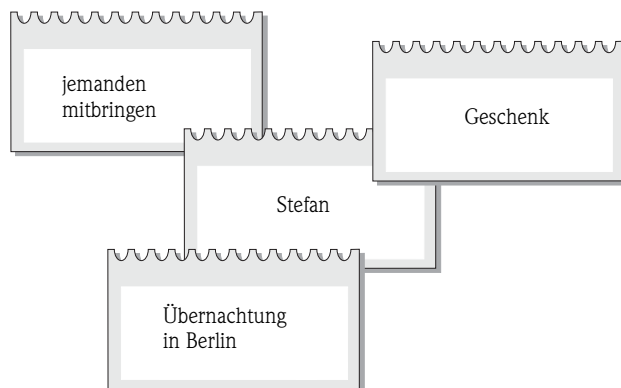 jemanden
mitbringen
Geschenk
Stefan
Übernachtung
in Berlin